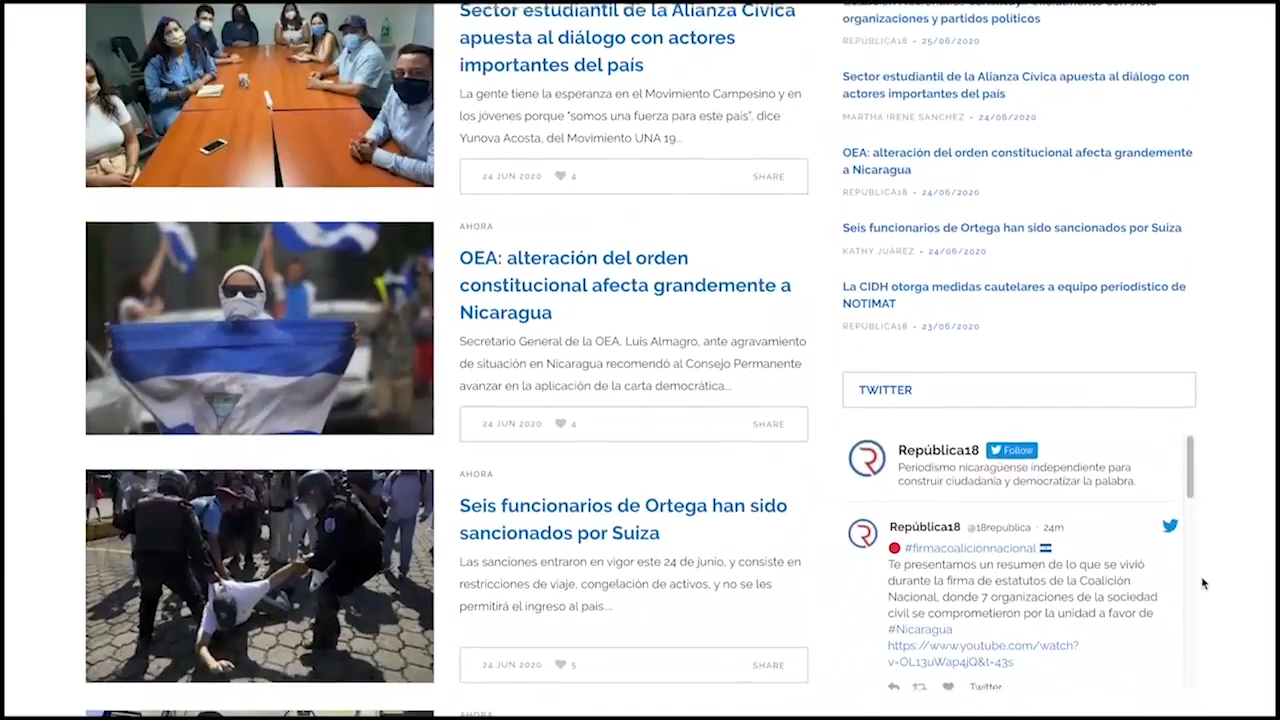 Sector estudiantil de la Alianza Cívica
apuesta al diálogo con actores
importantes del país
La gente tiene la esperanza en el Movimiento Campesino y en
los jóvenes porque "somos una fuerza para este país", dice
Yunova Acosta, del Movimiento UNA 19...
24 JUN 2020 4 SHARE
AHORA
OEA: alteración del orden
constitucional afecta grandemente a
Nicaragua
Secretario General de la OEA, Luis Almagro, ante agravamiento
de situación en Nicaragua recomendó al Consejo Permanente
avanzar en la aplicación de la carta democrática...
24 JUN 2020 4 SHARE
AHORA
Seis funcionarios de Ortega han sido
sancionados por Suiza
Las sanciones entraron en vigor este 24 de junio, y consiste en
restricciones de viaje, congelación de activos, y no se les
permitirá el ingreso al país....
24 JUN 2020 5 SHARE
AHORA
organizaciones y partidos políticos
REPÚBLICA18 - 25/06/2020
Sector estudiantil de la Alianza Cívica apuesta al diálogo con
actores importantes del país
MARTHA IRENE SÁNCHEZ - 24/06/2020
OEA: alteración del orden constitucional afecta grandemente
a Nicaragua
REPÚBLICA18 - 24/06/2020
Seis funcionarios de Ortega han sido sancionados por Suiza
KATHY JUÁREZ - 24/06/2020
La CIDH otorga medidas cautelares a equipo periodístico de
NOTIMAT
REPÚBLICA18 - 23/06/2020
TWITTER
República18 Follow
Periodismo nicaragüense independiente para
construir ciudadanía y democratizar la palabra.
República18 @18republica · 24m
#firmacoaliciónnacional
Te presentamos un resumen de lo que se vivió
durante la firma de estatutos de la Coalición
Nacional, donde 7 organizaciones de la sociedad
civil se comprometieron por la unidad a favor de
#Nicaragua
https://www.youtube.com/watch?
v=OL13uWap4jQ&t=43s
Twitter